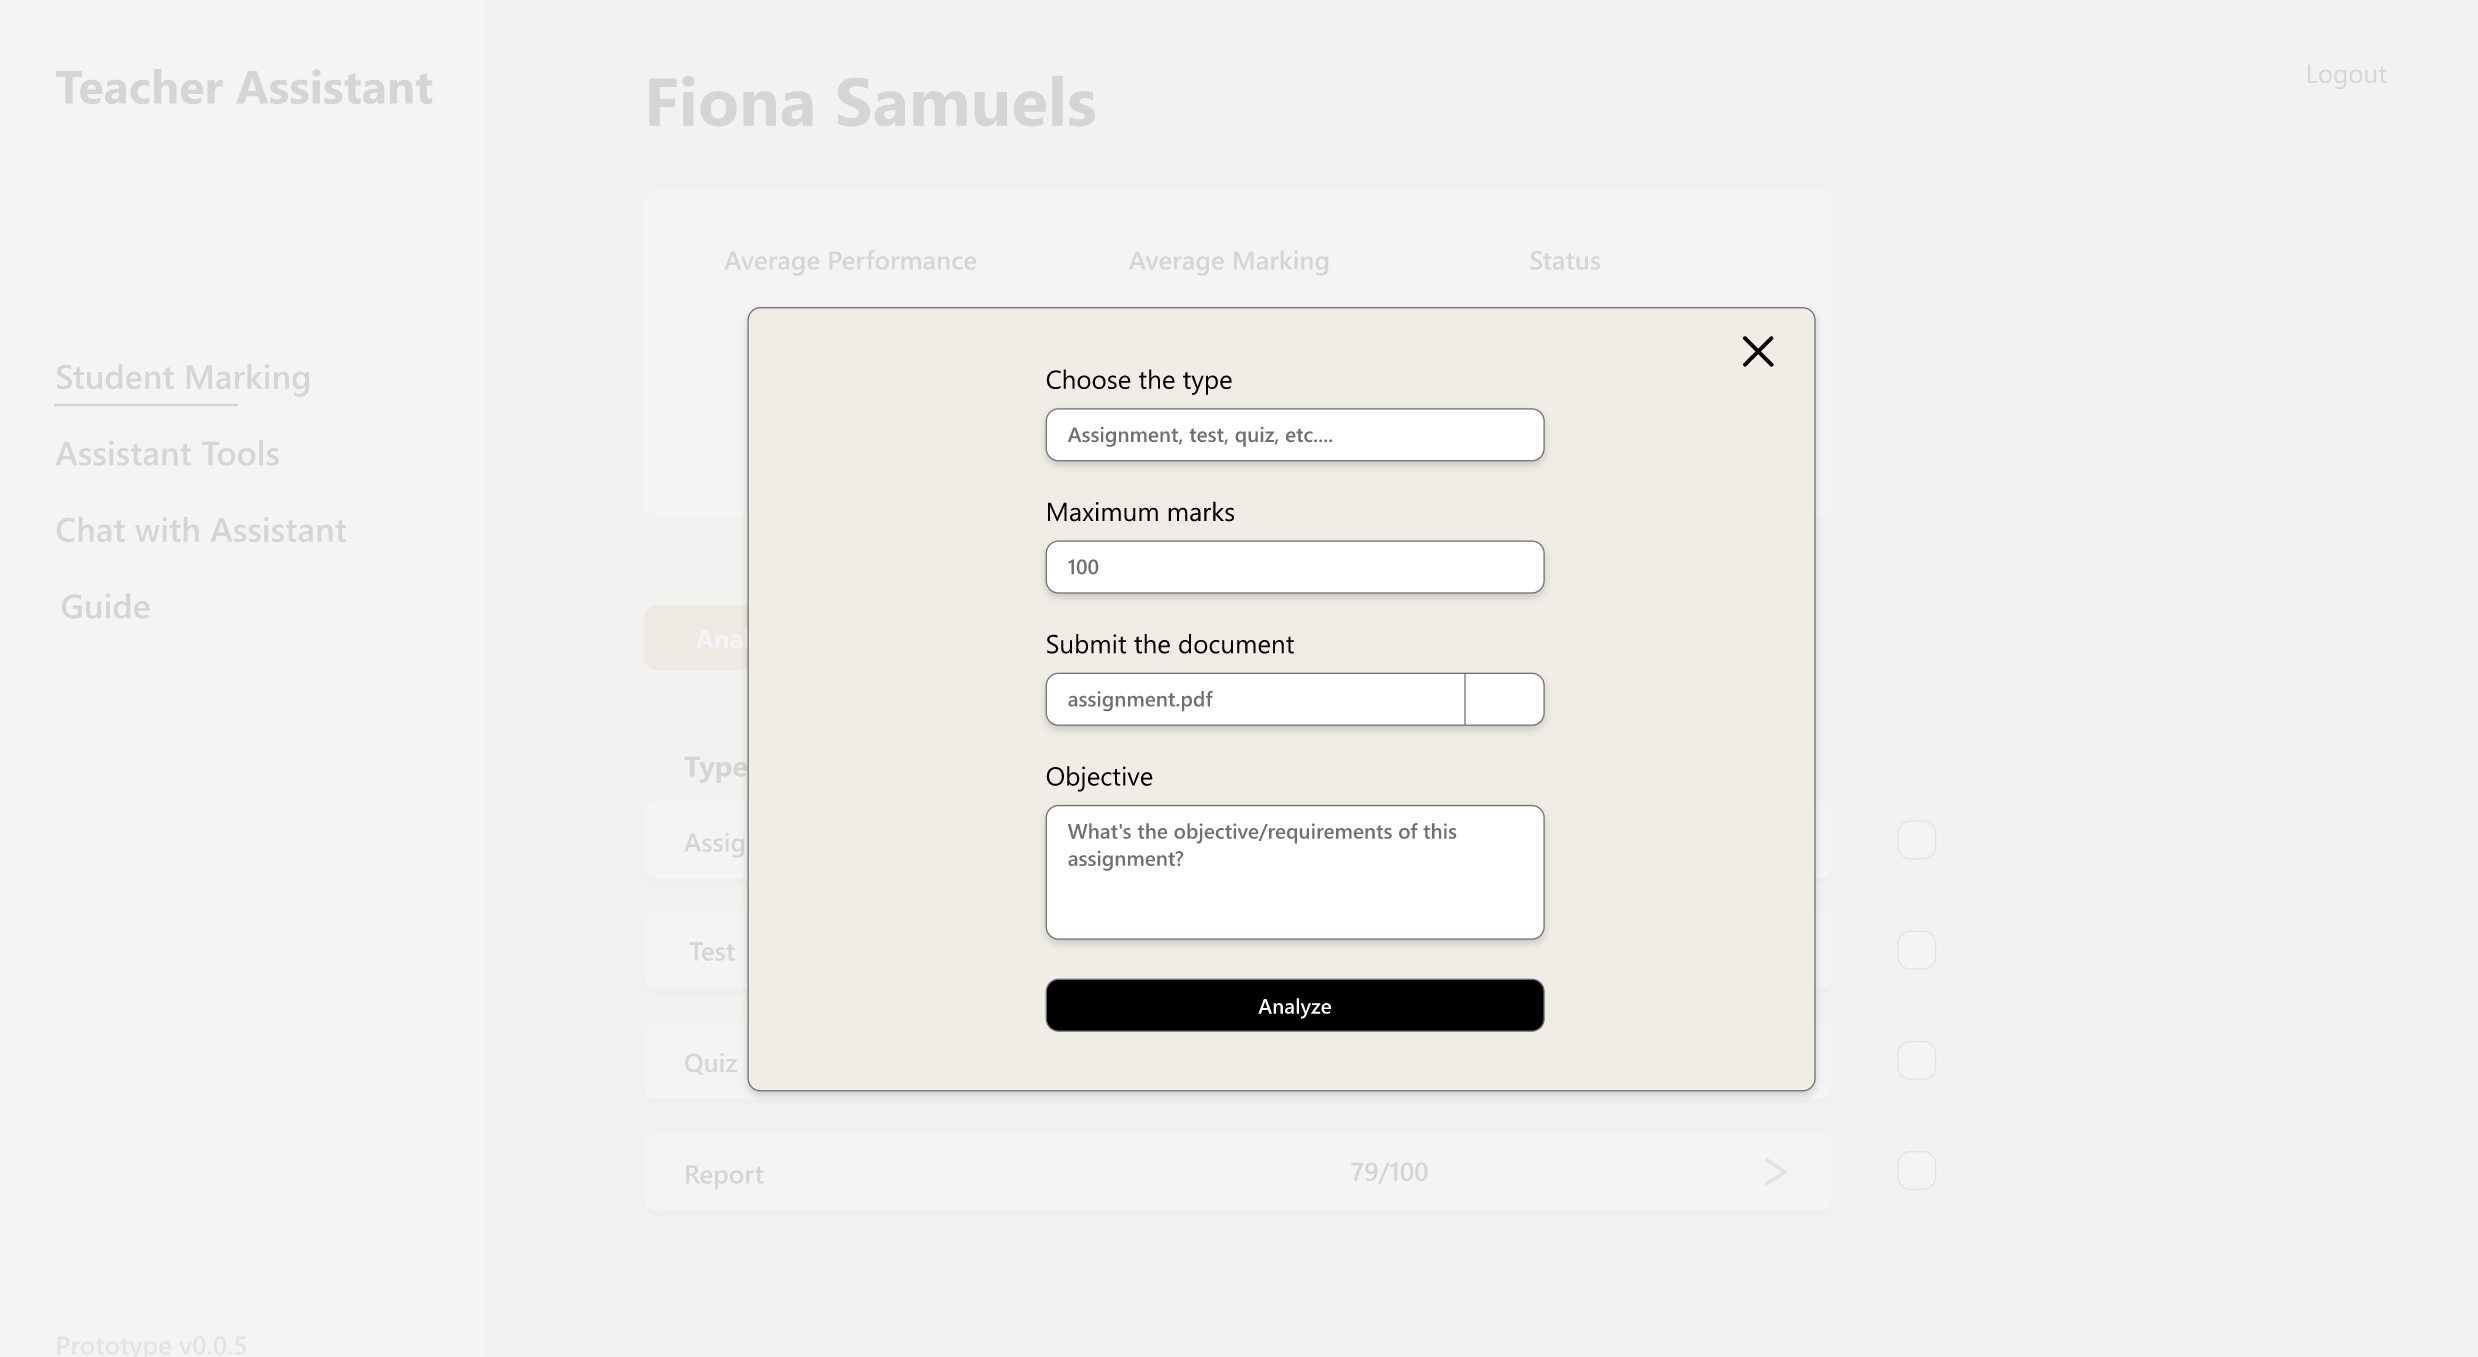 Teacher Assistant
Fiona Samuels
Logout
Average Performance
Average Marking
Status
Student Marking
Assistant Tools
Chat with Assistant
Guide
Choose the type
Assignment, test, quiz, etc....
Maximum marks
100
Submit the document
assignment.pdf
Objective
What's the objective/requirements of this
assignment?
Analyze
Type
Test
Quiz
Report
79/100
Prototype v0.0.5